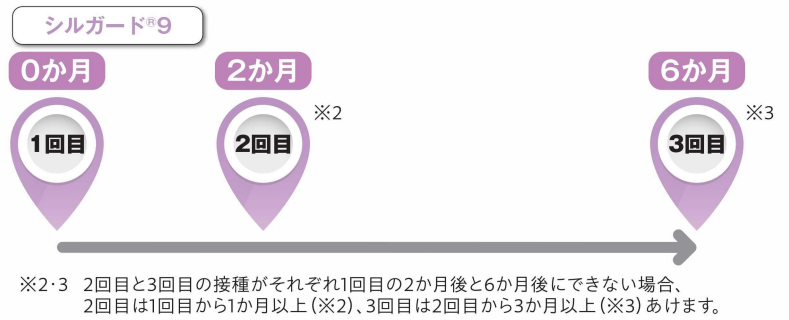 シルガード®9
0か月 2か月 6か月
※2 ※3
1回目 2回目 3回目
※2・3 2回目と3回目の接種がそれぞれ1回目の2か月後と6か月後にできない場合、
2回目は1回目から1か月以上(※2)、3回目は2回目から3か月以上(※3)あけます。